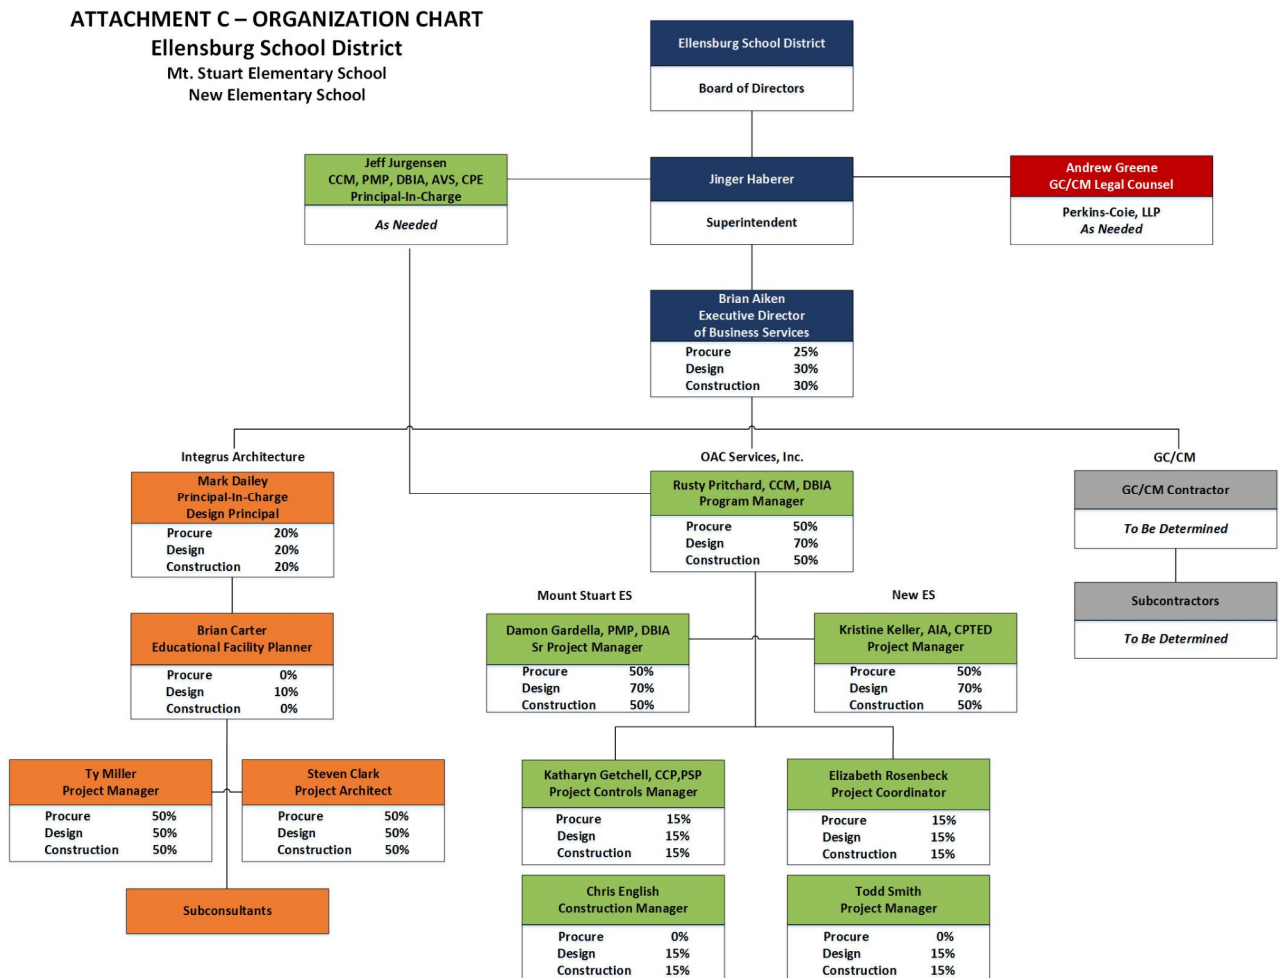 ATTACHMENT C – ORGANIZATION CHART
Ellensburg School District
Mt. Stuart Elementary School
New Elementary School
Ellensburg School District
Board of Directors
Jeff Jurgensen
CCM, PMP, DBIA, AVS, CPE
Principal-In-Charge
As Needed
Jinger Haberer
Superintendent
Andrew Greene
GC/CM Legal Counsel
Perkins-Coie, LLP
As Needed
Brian Aiken
Executive Director
of Business Services
Procure 25%
Design 30%
Construction 30%
Integrus Architecture
Mark Dailey
Principal-In-Charge
Design Principal
Procure 20%
Design 20%
Construction 20%
OAC Services, Inc.
Rusty Pritchard, CCM, DBIA
Program Manager
Procure 50%
Design 70%
Construction 50%
GC/CM
GC/CM Contractor
To Be Determined
Subcontractors
To Be Determined
Brian Carter
Educational Facility Planner
Procure 0%
Design 10%
Construction 0%
Mount Stuart ES
Damon Gardella, PMP, DBIA
Sr Project Manager
Procure 50%
Design 70%
Construction 50%
New ES
Kristine Keller, AIA, CPTED
Project Manager
Procure 50%
Design 70%
Construction 50%
Ty Miller
Project Manager
Procure 50%
Design 50%
Construction 50%
Steven Clark
Project Architect
Procure 50%
Design 50%
Construction 50%
Subconsultants
Katharyn Getchell, CCP,PSP
Project Controls Manager
Procure 15%
Design 15%
Construction 15%
Elizabeth Rosenbeck
Project Coordinator
Procure 15%
Design 15%
Construction 15%
Chris English
Construction Manager
Procure 0%
Design 15%
Construction 15%
Todd Smith
Project Manager
Procure 0%
Design 15%
Construction 15%